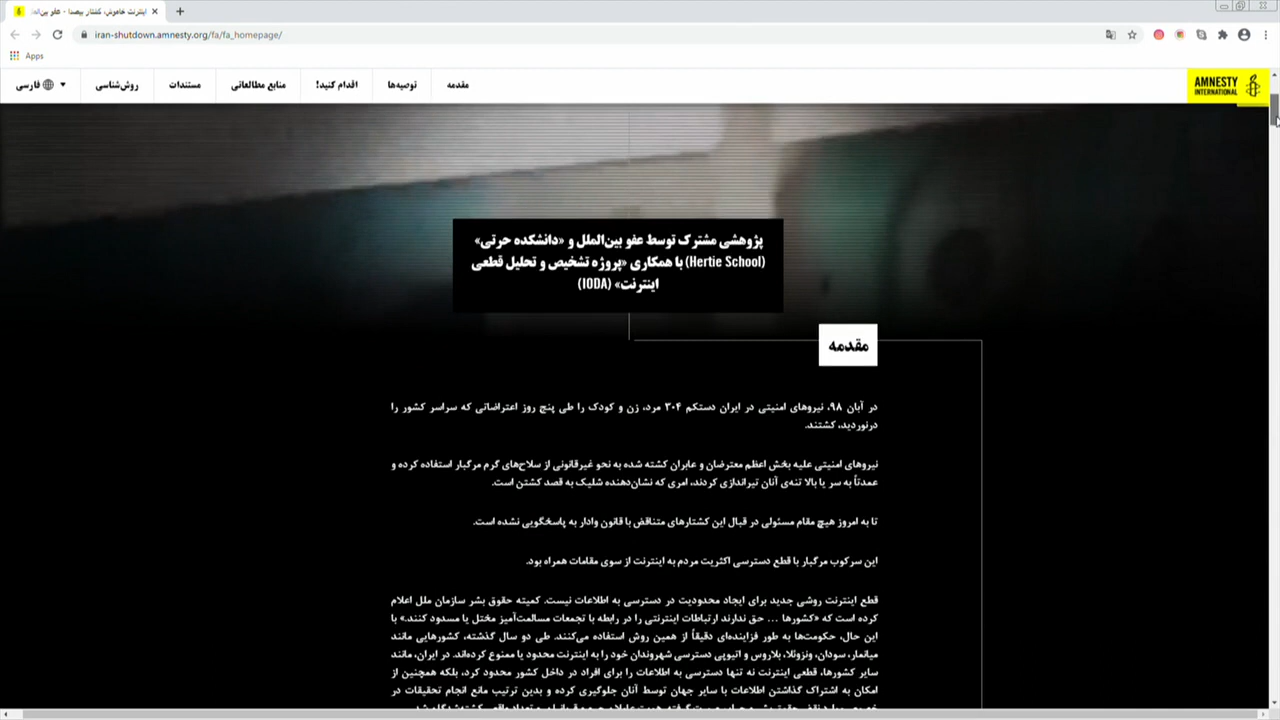 اینترنت خاموش، کشتار بیصدا - عفو بین‌المل
iran-shutdown.amnesty.org/fa/fa_homepage/
Apps
مقدمه
توصیه‌ها
اقدام کنید!
منابع مطالعاتی
مستندات
روش‌شناسی
فارسی
AMNESTY
INTERNATIONAL
پژوهشی مشترک توسط عفو بین‌الملل و «دانشکده حرتی»
(Hertie School) با همکاری «پروژه تشخیص و تحلیل قطعی
اینترنت» (IODA)
مقدمه
در آبان ۹۸، نیروهای امنیتی در ایران دستکم ۳۰۴ مرد، زن و کودک را طی پنج روز اعتراضاتی که سراسر کشور را
درنوردید، کشتند.
نیروهای امنیتی علیه بخش اعظم معترضان و عابران کشته شده به نحو غیرقانونی از سلاح‌های گرم مرگبار استفاده کرده و
عمدتاً به سر یا بالا تنه‌ی آنان تیراندازی کردند، امری که نشان‌دهنده شلیک به قصد کشتن است.
تا به امروز هیچ مقام مسئولی در قبال این کشتارهای متناقض با قانون وادار به پاسخگویی نشده است.
این سرکوب مرگبار با قطع دسترسی اکثریت مردم به اینترنت از سوی مقامات همراه بود.
قطع اینترنت روشی جدید برای ایجاد محدودیت در دسترسی به اطلاعات نیست. کمیته حقوق بشر سازمان ملل اعلام
کرده است که «کشورها ... حق ندارند ارتباطات اینترنتی را در رابطه با تجمعات مسالمت‌آمیز مختل یا مسدود کنند.» با
این حال، حکومت‌ها به طور فزاینده‌ای دقیقاً از همین روش استفاده می‌کنند. طی دو سال گذشته، کشورهایی مانند
میانمار، سودان، ونزوئلا، بلاروس و اتیوپی دسترسی شهروندان خود را به اینترنت محدود یا ممنوع کرده‌اند. در ایران، مانند
سایر کشورها، قطعی اینترنت نه تنها دسترسی به اطلاعات را برای افراد در داخل کشور محدود کرد، بلکه همچنین از
امکان به اشتراک گذاشتن اطلاعات با سایر جهان توسط آنان جلوگیری کرده و بدین ترتیب مانع انجام تحقیقات در